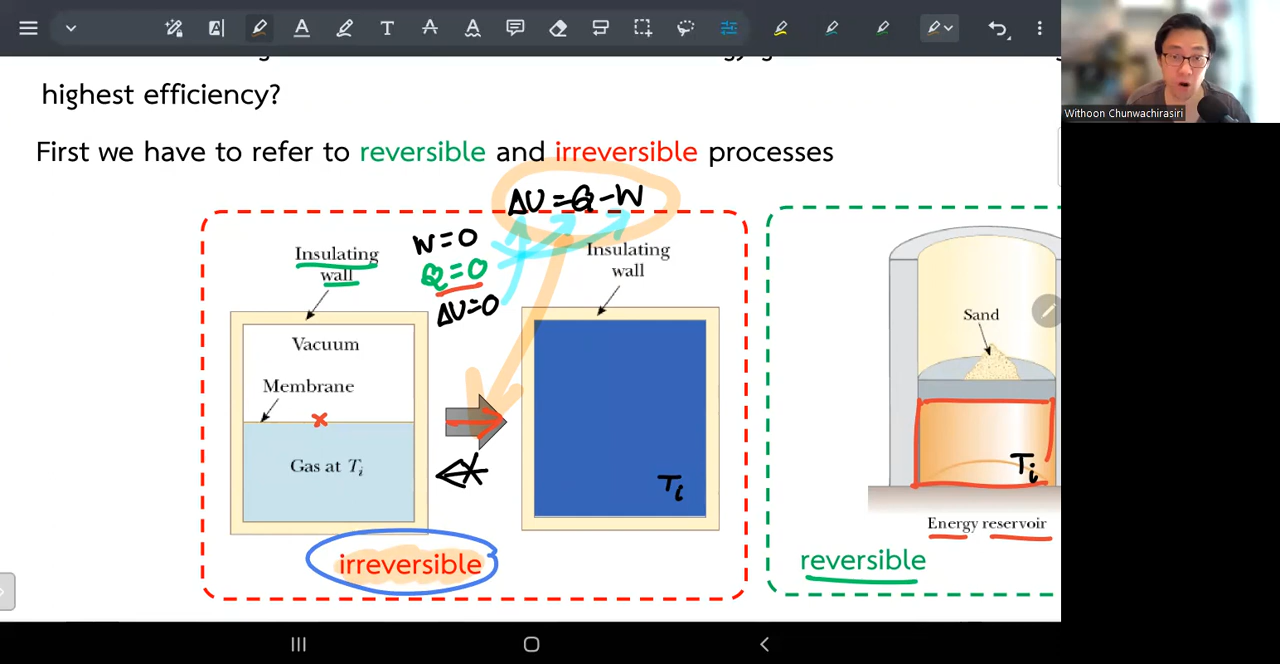 highest efficiency?
First we have to refer to reversible and irreversible processes
ΔU = Q - W
W = 0
Q = 0
ΔU = 0
Insulating
wall
Vacuum
Membrane
Gas at Ti
Insulating
wall
Ti
irreversible
Sand
Ti
Energy reservoir
reversible
Withoon Chunwachirasiri